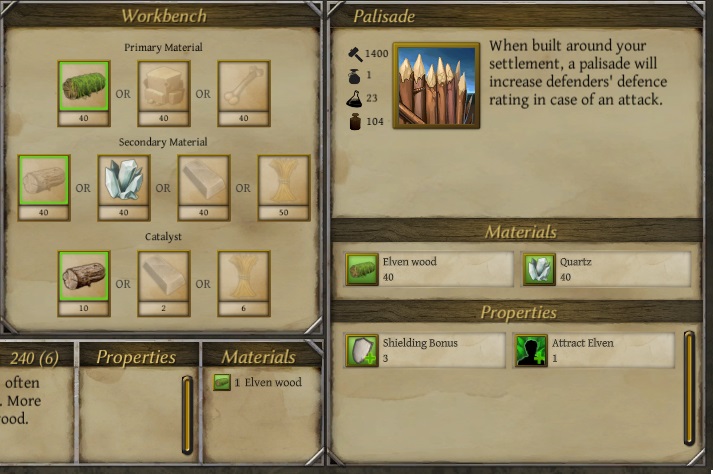 Workbench
Primary Material
OR OR
40 40 40
Secondary Material
OR OR OR
40 40 40 50
Catalyst
OR OR
10 2 6
240 (6)
often
. More
ood.
Properties
Materials
1 Elven wood
Palisade
1400
1
23
104
When built around your
settlement, a palisade will
increase defenders' defence
rating in case of an attack.
Materials
Elven wood
40
Quartz
40
Properties
Shielding Bonus
3
Attract Elven
1